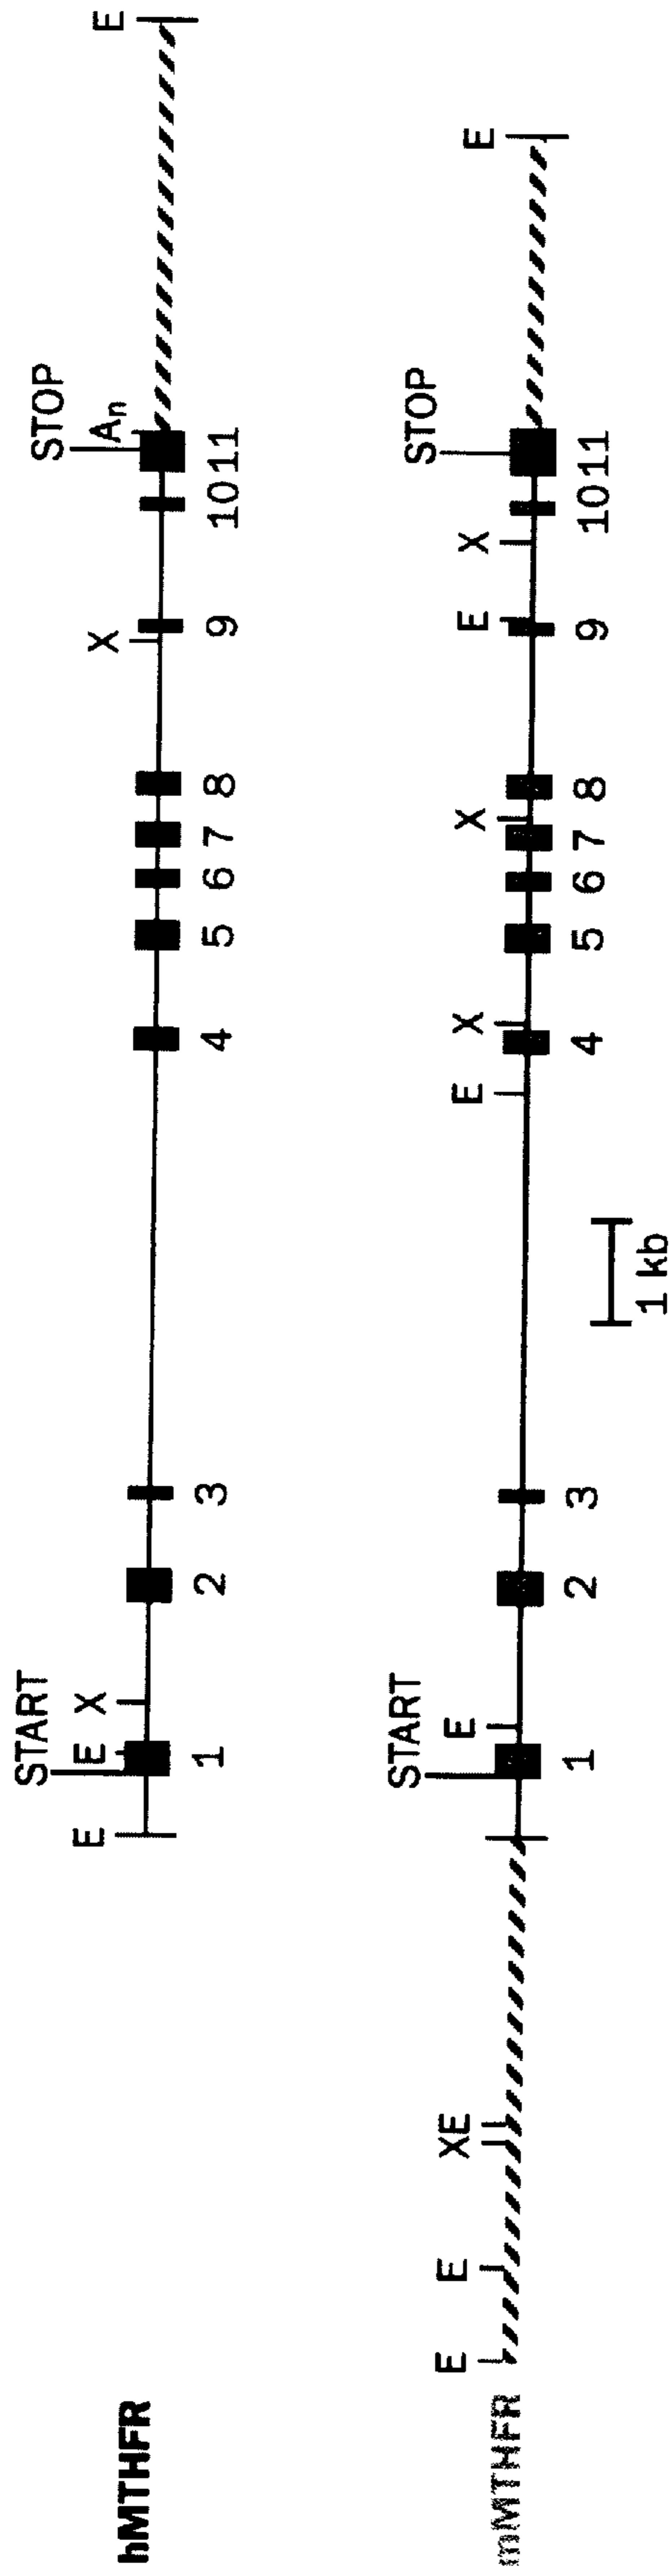 hMTHFR
START
STOP
E E X X An E
1 2 3 4 5 6 7 8 9 10 11
mMTHFR
START
STOP
E E XE E E X X E X E
1 2 3 4 5 6 7 8 9 10 11
1 kb